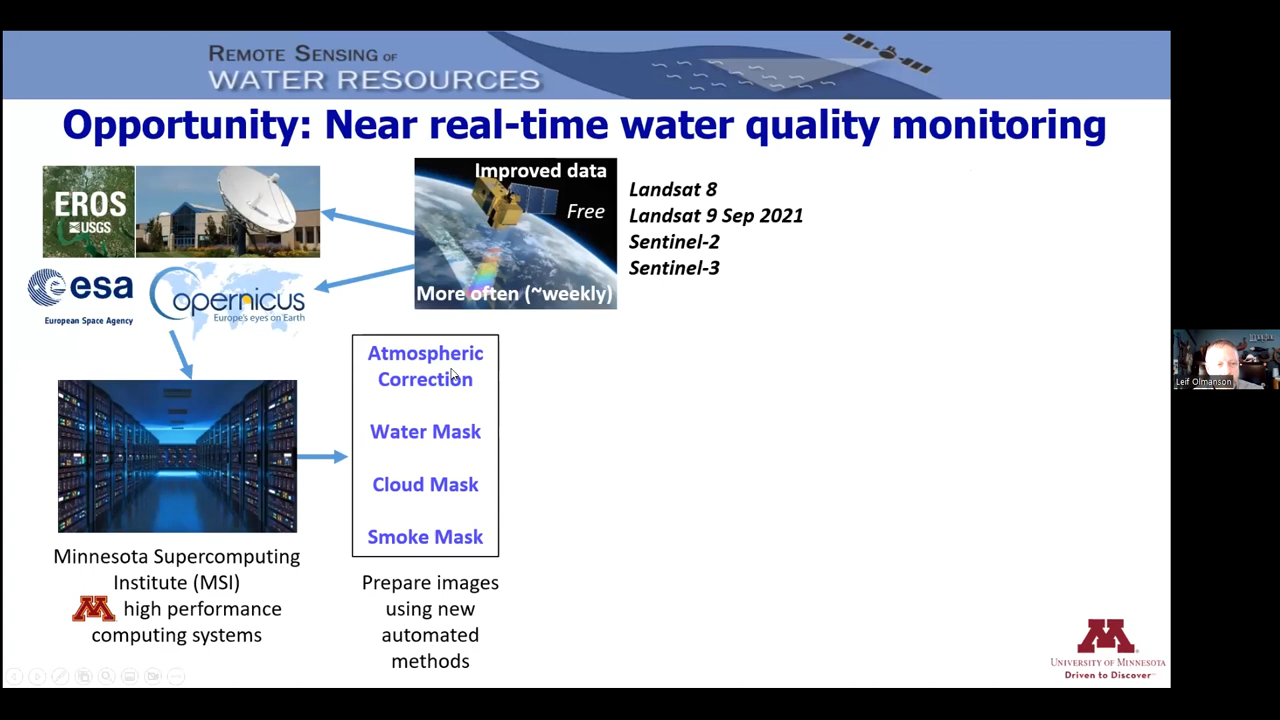 REMOTE SENSING OF
WATER RESOURCES
Opportunity: Near real-time water quality monitoring
EROS
USGS
Improved data
Free
More often (~weekly)
Landsat 8
Landsat 9 Sep 2021
Sentinel-2
Sentinel-3
esa
European Space Agency
opernicus
Europe's eyes on Earth
Atmospheric
Correction
Water Mask
Cloud Mask
Smoke Mask
Minnesota Supercomputing
Institute (MSI)
M high performance
computing systems
Prepare images
using new
automated
methods
Leif Olmanson
M
UNIVERSITY OF MINNESOTA
Driven to Discover